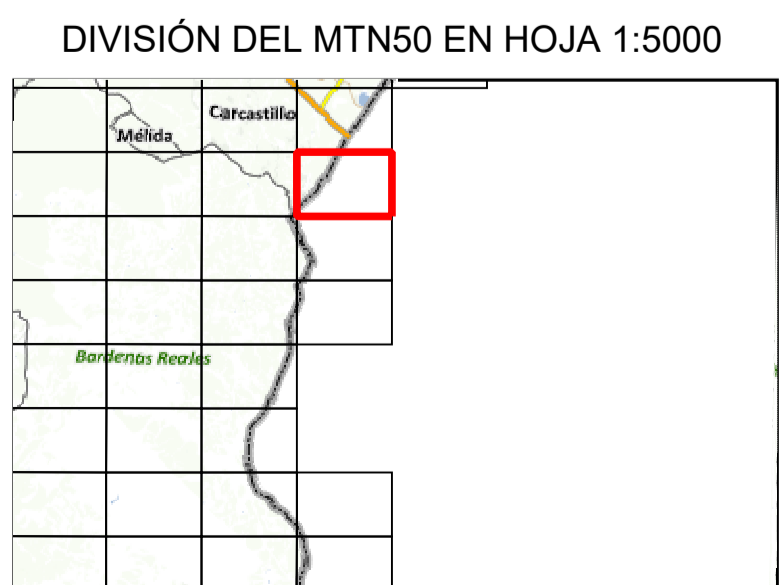 DIVISIÓN DEL MTN50 EN HOJA 1:5000
Carcastillo
Mélida
Bardenas Reales